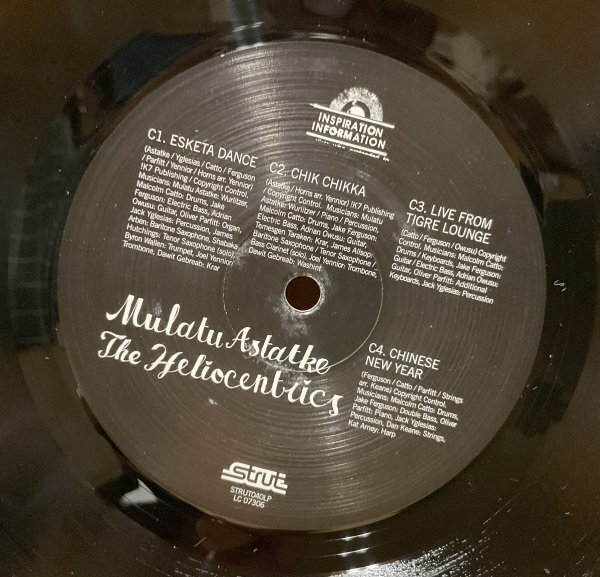 INSPIRATION
INFORMATION
C1. ESKETA DANCE
(Astatke / Yglesias / Catto / Ferguson
/ Parfitt / Yennior / Horns arr. Yennior)
!K7 Publishing / Copyright Control.
Musicians: Mulatu Astatke: Wurlitzer,
Malcolm Catto: Drums, Jake
Ferguson: Electric Bass, Adrian
Owusu: Guitar, Oliver Parfitt: Organ,
Jack Yglesias: Percussion, James
Arben: Baritone Saxophone, Shabaka
Hutchings: Tenor Saxophone (solo),
Byron Wallen: Trumpet, Joel Yennior:
Trombone, Dawit Gebreab: Krar
C2. CHIK CHIKKA
(Astatke / Horns arr. Yennior) !K7 Publishing
/ Copyright Control. Musicians: Mulatu
Astatke: Wurlitzer / Piano / Percussion,
Malcolm Catto: Drums, Jake Ferguson:
Electric Bass, Adrian Owusu: Guitar,
Temesgen Tareken: Krar, James Allsop:
Baritone Saxophone / Tenor Saxophone /
Bass Clarinet (solo), Joel Yennior: Trombone,
Dawit Gebreab: Washint
C3. LIVE FROM
TIGRE LOUNGE
(Catto / Ferguson / Owusu) Copyright
Control. Musicians: Malcolm Catto:
Drums / Keyboards, Jake Ferguson:
Guitar / Electric Bass, Adrian Owusu:
Guitar, Oliver Parfitt: Additional
Keyboards, Jack Yglesias: Percussion
C4. CHINESE
NEW YEAR
(Ferguson / Catto / Parfitt / Strings
arr. Keane) Copyright Control.
Musicians: Malcolm Catto: Drums,
Jake Ferguson: Double Bass, Oliver
Parfitt: Piano, Jack Yglesias:
Percussion, Dan Keane: Strings,
Kat Arney: Harp
Mulatu Astatke
The Heliocentrics
Strut
STRUT040LP
LC 07306